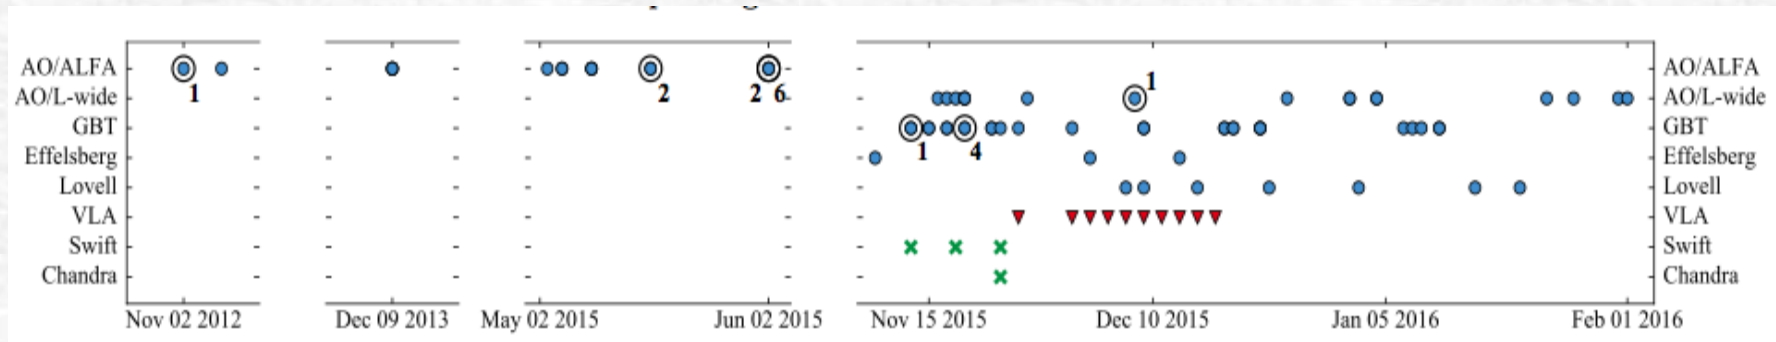 AO/ALFA AO/ALFA
1 2 2 6 1
AO/L-wide AO/L-wide
GBT GBT
1 4
Effelsberg Effelsberg
Lovell Lovell
VLA VLA
Swift Swift
Chandra Chandra
Nov 02 2012 Dec 09 2013 May 02 2015 Jun 02 2015 Nov 15 2015 Dec 10 2015 Jan 05 2016 Feb 01 2016